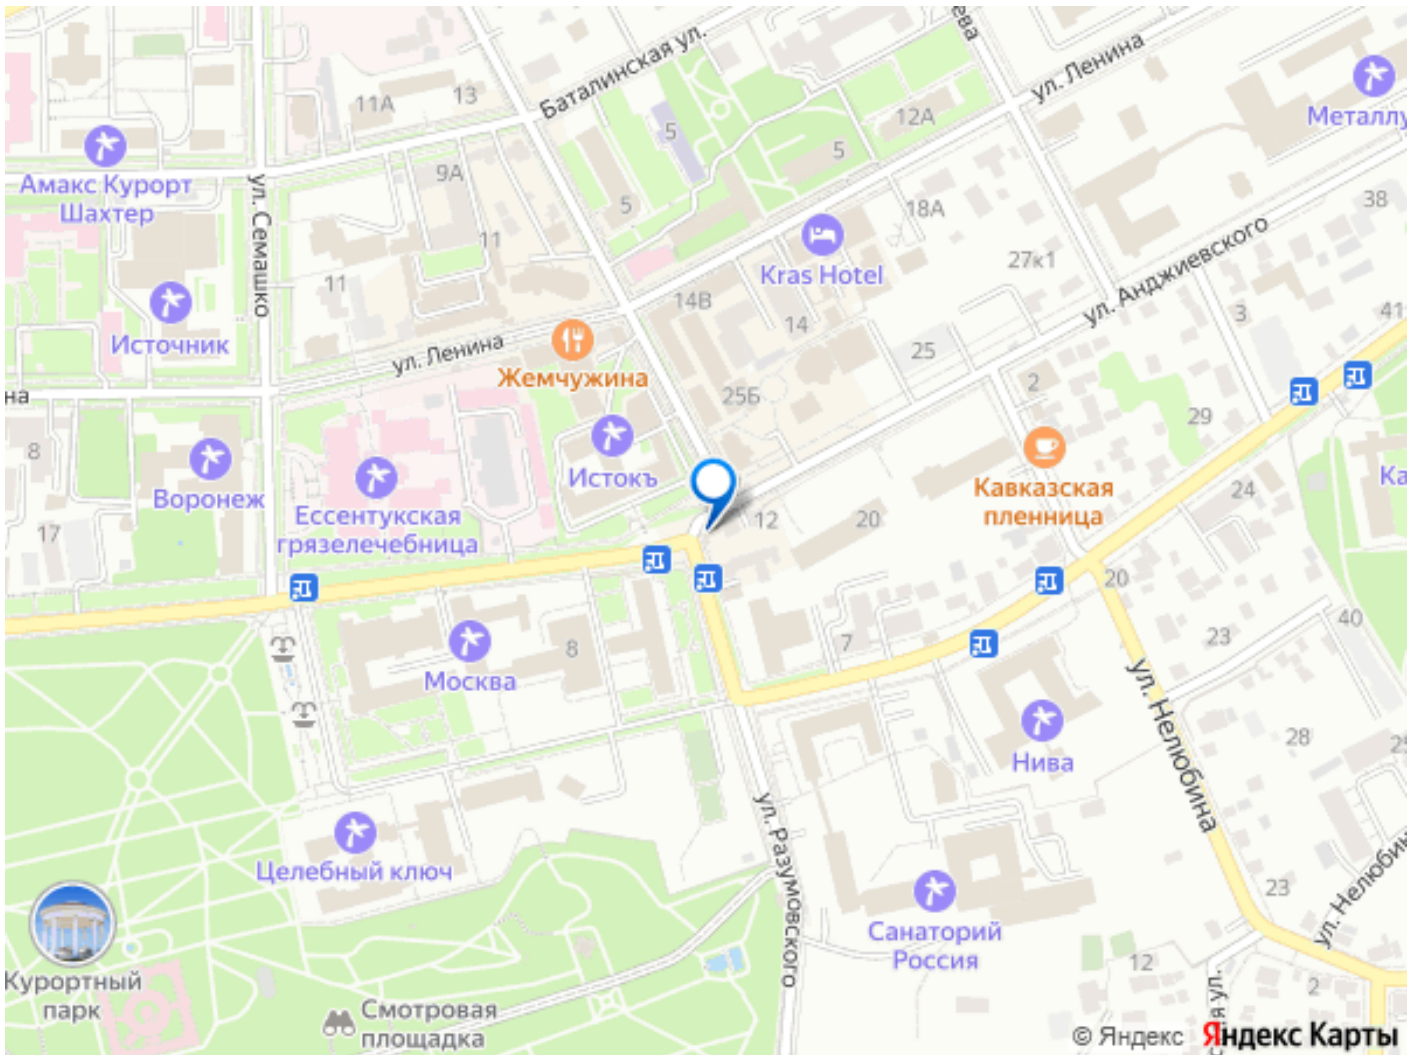 Баталинская ул.
ул. Ленина
11А
13
12А
5
5
5
Металлу
Амакс Курорт
Шахтер
ул. Семашко
9А
11
11
18А
38
Kras Hotel
27к1
ул. Анджиевского
Источник
14В
14
3
41
ул. Ленина
Жемчужина
25
2
на
25Б
29
8
Воронеж
Истокъ
Кавказская
пленница
24
Ка
17
Ессентукская
грязелечебница
12
20
20
40
23
7
8
Москва
ул. Нелюбина
Нива
28
25
Целебный ключ
ул. Разумовского
23
ул. Нелюбин
Санаторий
Россия
Курортный
парк
12
2
Смотровая
площадка
© Яндекс
Яндекс Карты